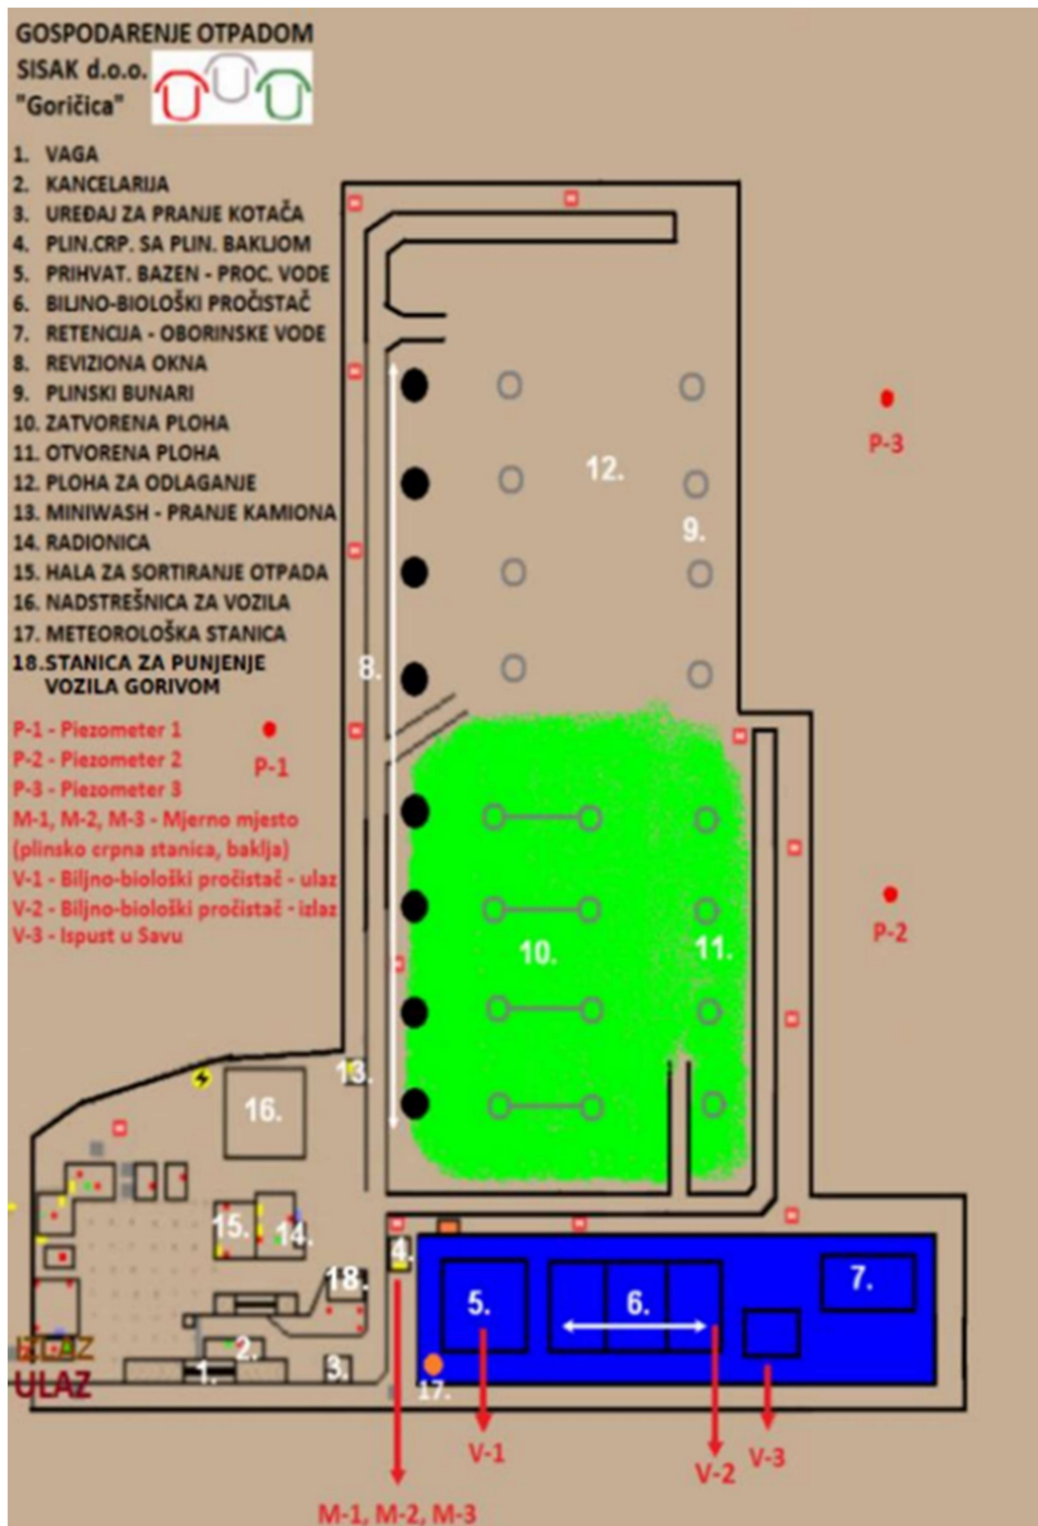 GOSPODARENJE OTPADOM
SISAK d.o.o.
"Goričica"
1. VAGA
2. KANCELARIJA
3. UREĐAJ ZA PRANJE KOTAČA
4. PLIN.CRP. SA PLIN. BAKLJOM
5. PRIHVAT. BAZEN - PROC. VODE
6. BILJNO-BIOLOŠKI PROČISTAČ
7. RETENCIJA - OBORINSKE VODE
8. REVIZIONA OKNA
9. PLINSKI BUNARI
10. ZATVORENA PLOHA
11. OTVORENA PLOHA
12. PLOHA ZA ODLAGANJE
13. MINIWASH - PRANJE KAMIONA
14. RADIONICA
15. HALA ZA SORTIRANJE OTPADA
16. NADSTREŠNICA ZA VOZILA
17. METEOROLOŠKA STANICA
18.STANICA ZA PUNJENJE
VOZILA GORIVOM
P-1 - Piezometer 1
P-2 - Piezometer 2
P-3 - Piezometer 3
M-1, M-2, M-3 - Mjerno mjesto
(plinsko crpna stanica, baklja)
V-1 - Biljno-biološki pročistač - ulaz
V-2 - Biljno-biološki pročistač - izlaz
V-3 - Ispust u Savu
P-1
P-3
12.
9.
8.
P-2
10.
11.
13.
16.
15.
14.
4.
18.
5.
6.
7.
2.
1.
3.
17.
IZLAZ
ULAZ
V-1
V-2
V-3
M-1, M-2, M-3